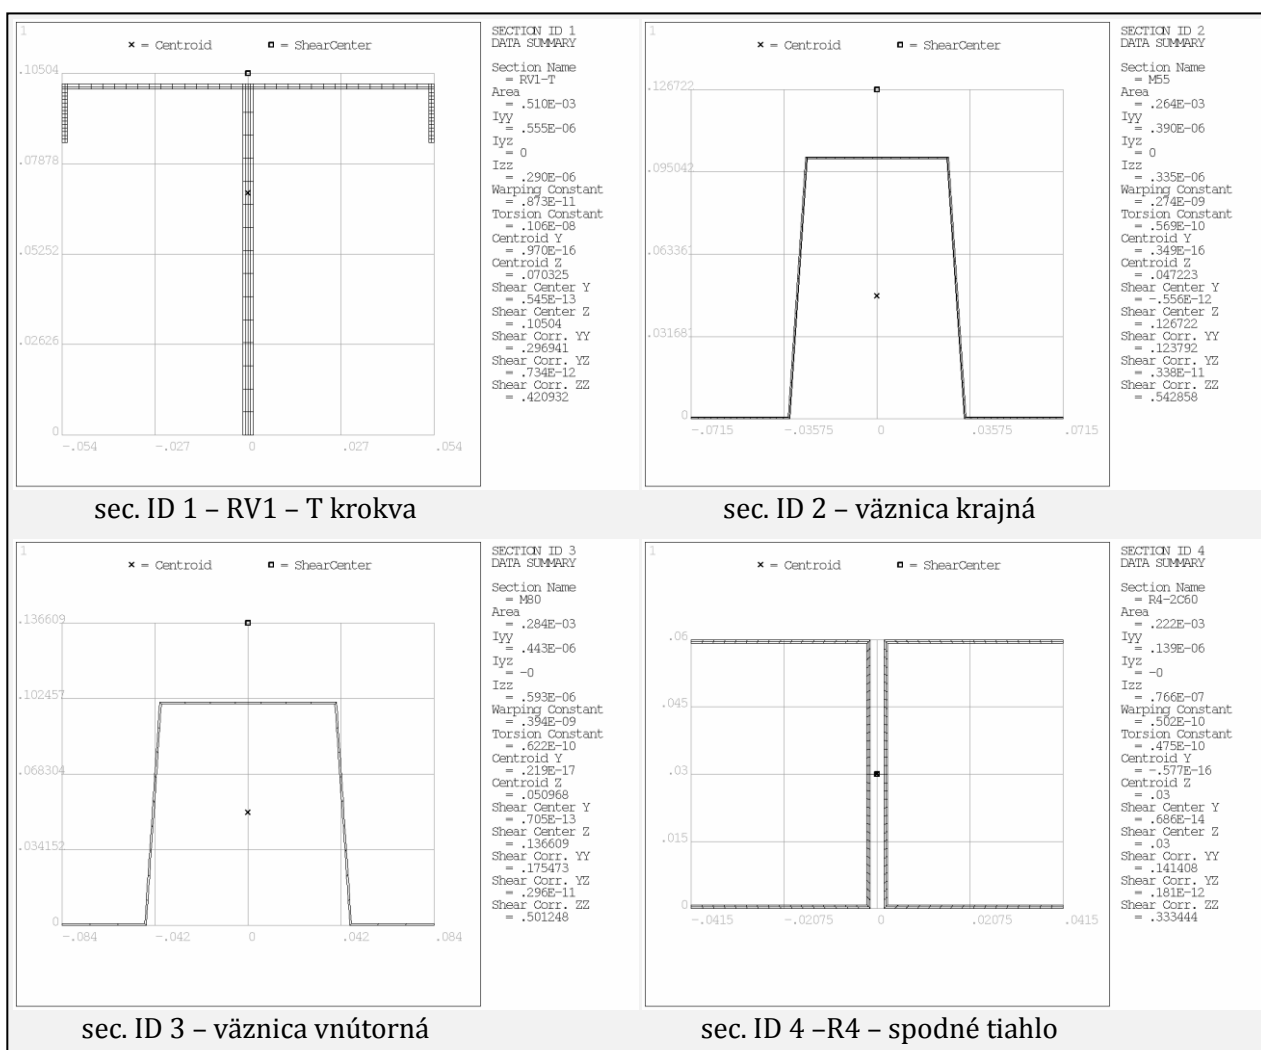 1
× = Centroid
□ = ShearCenter
.10504
.07878
.05252
.02626
0
-.054
-.027
0
.027
.054
SECTION ID 1
DATA SUMMARY
Section Name
= RV1-T
Area
= .510E-03
Iyy
= .555E-06
Iyz
= 0
Izz
= .290E-06
Warping Constant
= .873E-11
Torsion Constant
= .106E-08
Centroid Y
= .970E-16
Centroid Z
= .070325
Shear Center Y
= .545E-13
Shear Center Z
= .10504
Shear Corr. YY
= .296941
Shear Corr. YZ
= .734E-12
Shear Corr. ZZ
= .420932
sec. ID 1 – RV1 – T krokva
1
× = Centroid
□ = ShearCenter
.126722
.095042
.063361
.031681
0
-.0715
-.03575
0
.03575
.0715
SECTION ID 2
DATA SUMMARY
Section Name
= M55
Area
= .264E-03
Iyy
= .390E-06
Iyz
= 0
Izz
= .335E-06
Warping Constant
= .274E-09
Torsion Constant
= .569E-10
Centroid Y
= .349E-16
Centroid Z
= .047223
Shear Center Y
= -.556E-12
Shear Center Z
= .126722
Shear Corr. YY
= .123792
Shear Corr. YZ
= .338E-11
Shear Corr. ZZ
= .542858
sec. ID 2 – väznica krajná
1
× = Centroid
□ = ShearCenter
.136609
.102457
.068304
.034152
0
-.084
-.042
0
.042
.084
SECTION ID 3
DATA SUMMARY
Section Name
= M80
Area
= .284E-03
Iyy
= .443E-06
Iyz
= -0
Izz
= .593E-06
Warping Constant
= .394E-09
Torsion Constant
= .622E-10
Centroid Y
= .219E-17
Centroid Z
= .050968
Shear Center Y
= .705E-13
Shear Center Z
= .136609
Shear Corr. YY
= .175473
Shear Corr. YZ
= .296E-11
Shear Corr. ZZ
= .501248
sec. ID 3 – väznica vnútorná
1
× = Centroid
□ = ShearCenter
.06
.045
.03
.015
0
-.0415
-.02075
0
.02075
.0415
SECTION ID 4
DATA SUMMARY
Section Name
= R4-2C60
Area
= .222E-03
Iyy
= .139E-06
Iyz
= -0
Izz
= .766E-07
Warping Constant
= .502E-10
Torsion Constant
= .475E-10
Centroid Y
= -.577E-16
Centroid Z
= .03
Shear Center Y
= .686E-14
Shear Center Z
= .03
Shear Corr. YY
= .141408
Shear Corr. YZ
= .181E-12
Shear Corr. ZZ
= .333444
sec. ID 4 –R4 – spodné tiahlo